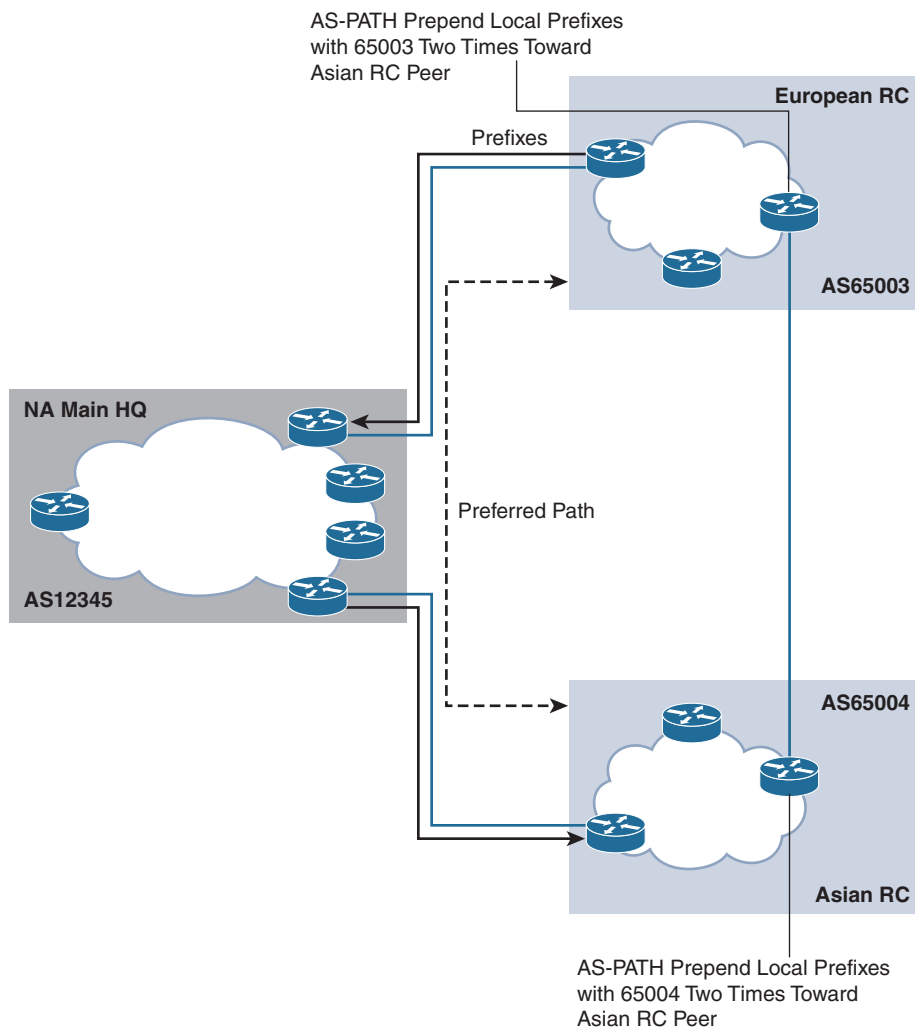 AS-PATH Prepend Local Prefixes
with 65003 Two Times Toward
Asian RC Peer
European RC
Prefixes
AS65003
NA Main HQ
Preferred Path
AS12345
AS65004
Asian RC
AS-PATH Prepend Local Prefixes
with 65004 Two Times Toward
Asian RC Peer